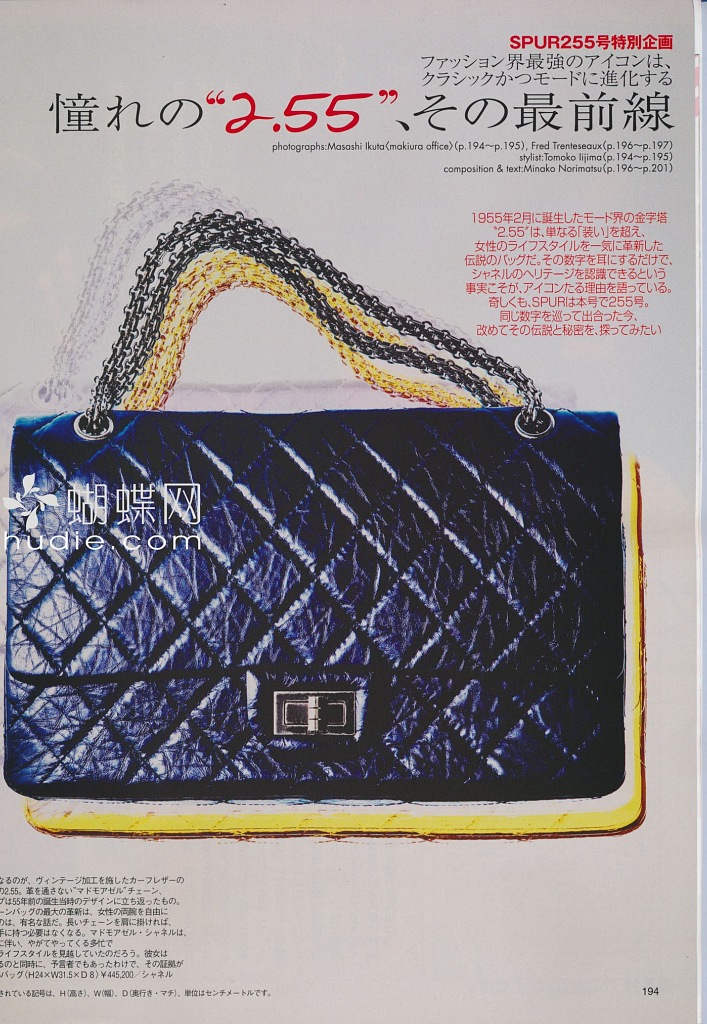 SPUR255号特別企画
ファッション界最強のアイコンは、
クラシックかつモードに進化する
憧れの“2.55”、その最前線
photographs:Masashi Ikuta〈makiura office〉(p.194〜p.195), Fred Trenteseaux(p.196〜p.197)
stylist:Tomoko Iijima(p.194〜p.195)
composition & text:Minako Norimatsu(p.196〜p.201)
1955年2月に誕生したモード界の金字塔
“2.55”は、単なる「装い」を超え、
女性のライフスタイルを一気に革新した
伝説のバッグだ。その数字を耳にするだけで、
シャネルのヘリテージを認識できるという
事実こそが、アイコンたる理由を語っている。
奇しくも、SPURは本号で255号。
同じ数字を巡って出合った今、
改めてその伝説と秘密を、探ってみたい
蝴蝶网
hudie.com
なるのが、ヴィンテージ加工を施したカーフレザーの
の2.55。革を通さない“マドモアゼル”チェーン、
プは55年前の誕生当時のデザインに立ち返ったもの。
ーンバッグの最大の革新は、女性の両腕を自由に
のは、有名な話だ。長いチェーンを肩に掛ければ、
手に持つ必要はなくなる。マドモアゼル・シャネルは、
に伴い、やがてやってくる多忙で
ライフスタイルを見越していたのだろう。彼女は
るのと同時に、予言者でもあったわけで、その証拠が
バッグ(H24×W31.5×D8)¥445,200/シャネル
されている記号は、H(高さ)、W(幅)、D(奥行き・マチ)、単位はセンチメートルです。
194